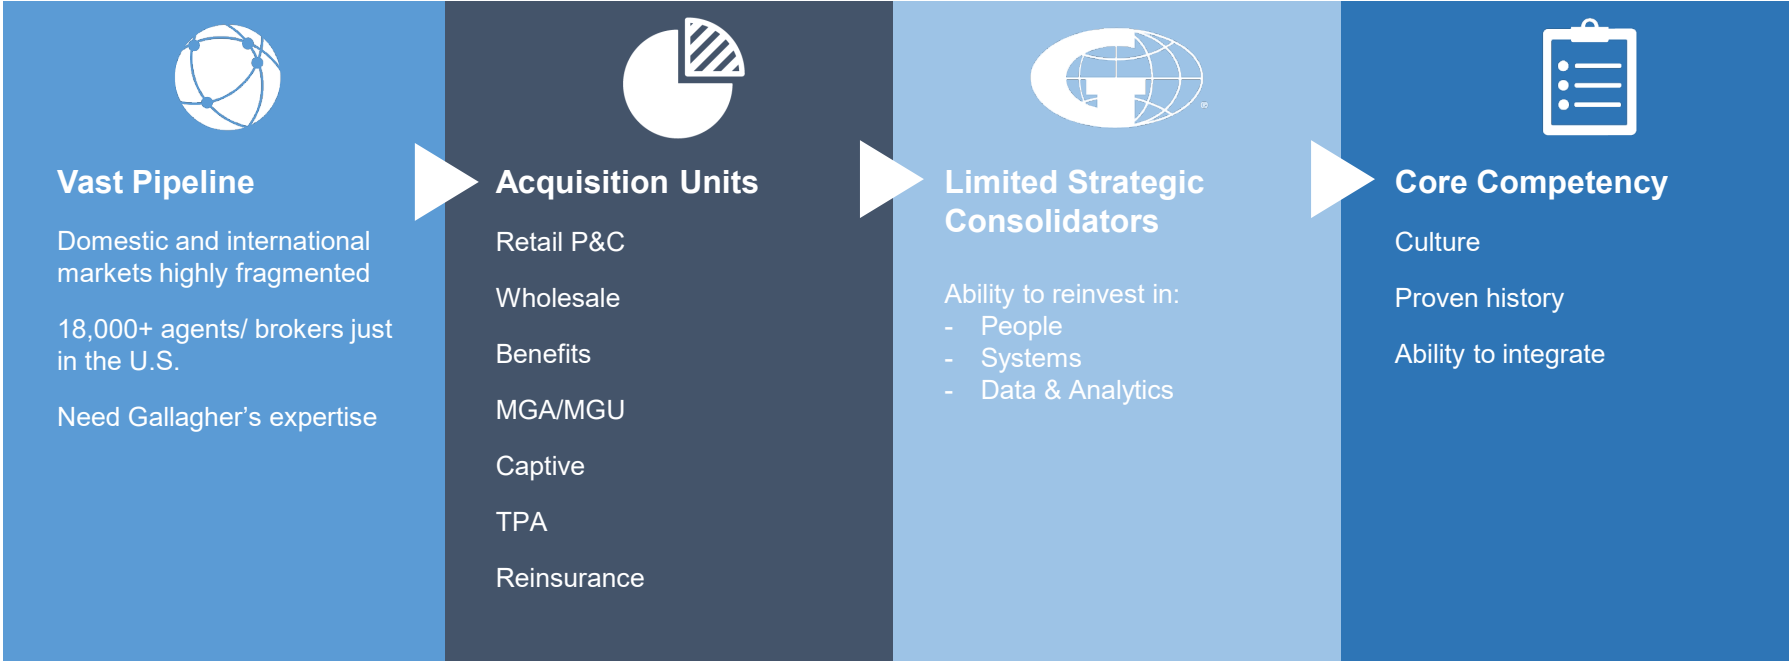 Vast Pipeline
Domestic and international
markets highly fragmented
18,000+ agents/ brokers just
in the U.S.
Need Gallagher’s expertise
Acquisition Units
Retail P&C
Wholesale
Benefits
MGA/MGU
Captive
TPA
Reinsurance
G
®
Limited Strategic
Consolidators
Ability to reinvest in:
- People
- Systems
- Data & Analytics
Core Competency
Culture
Proven history
Ability to integrate